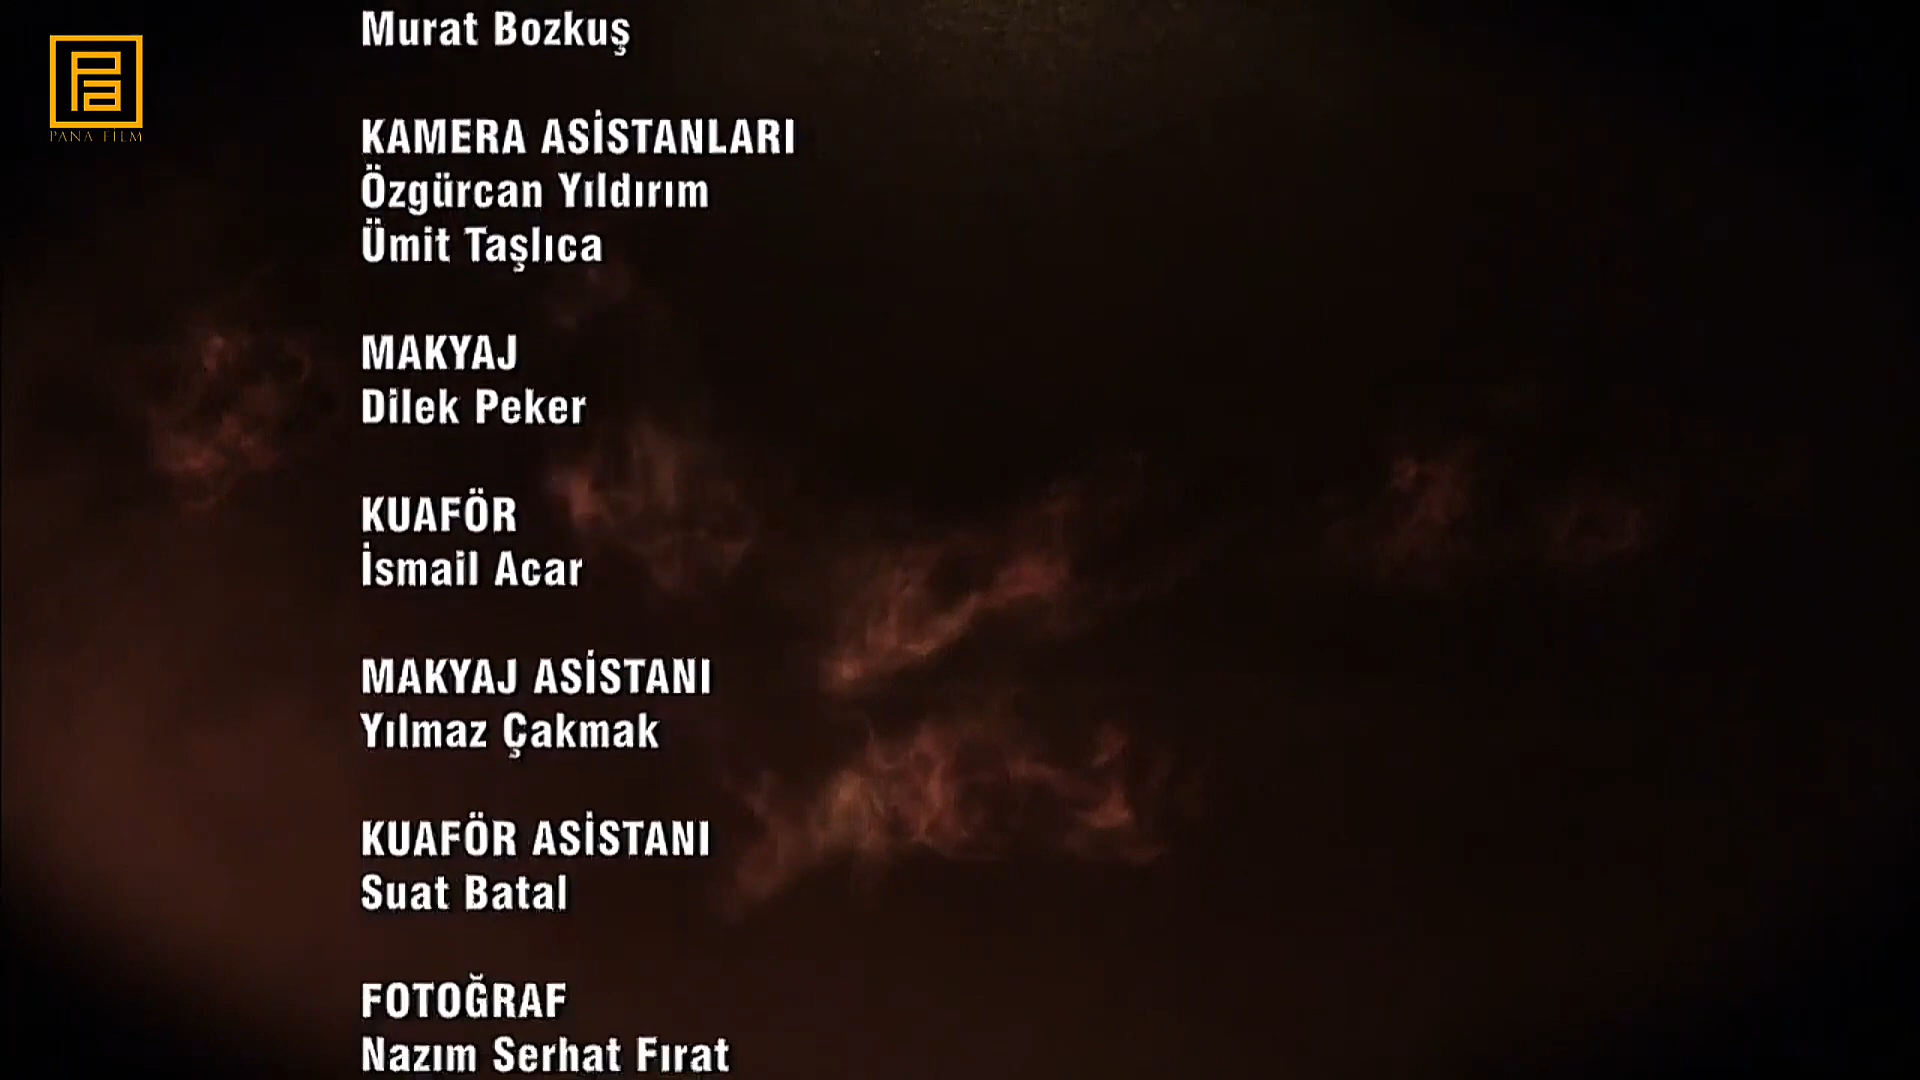 Murat Bozkuş
PANA FILM
KAMERA ASİSTANLARI
Özgürcan Yıldırım
Ümit Taşlıca
MAKYAJ
Dilek Peker
KUAFÖR
İsmail Acar
MAKYAJ ASİSTANI
Yılmaz Çakmak
KUAFÖR ASİSTANI
Suat Batal
FOTOĞRAF
Nazım Serhat Fırat